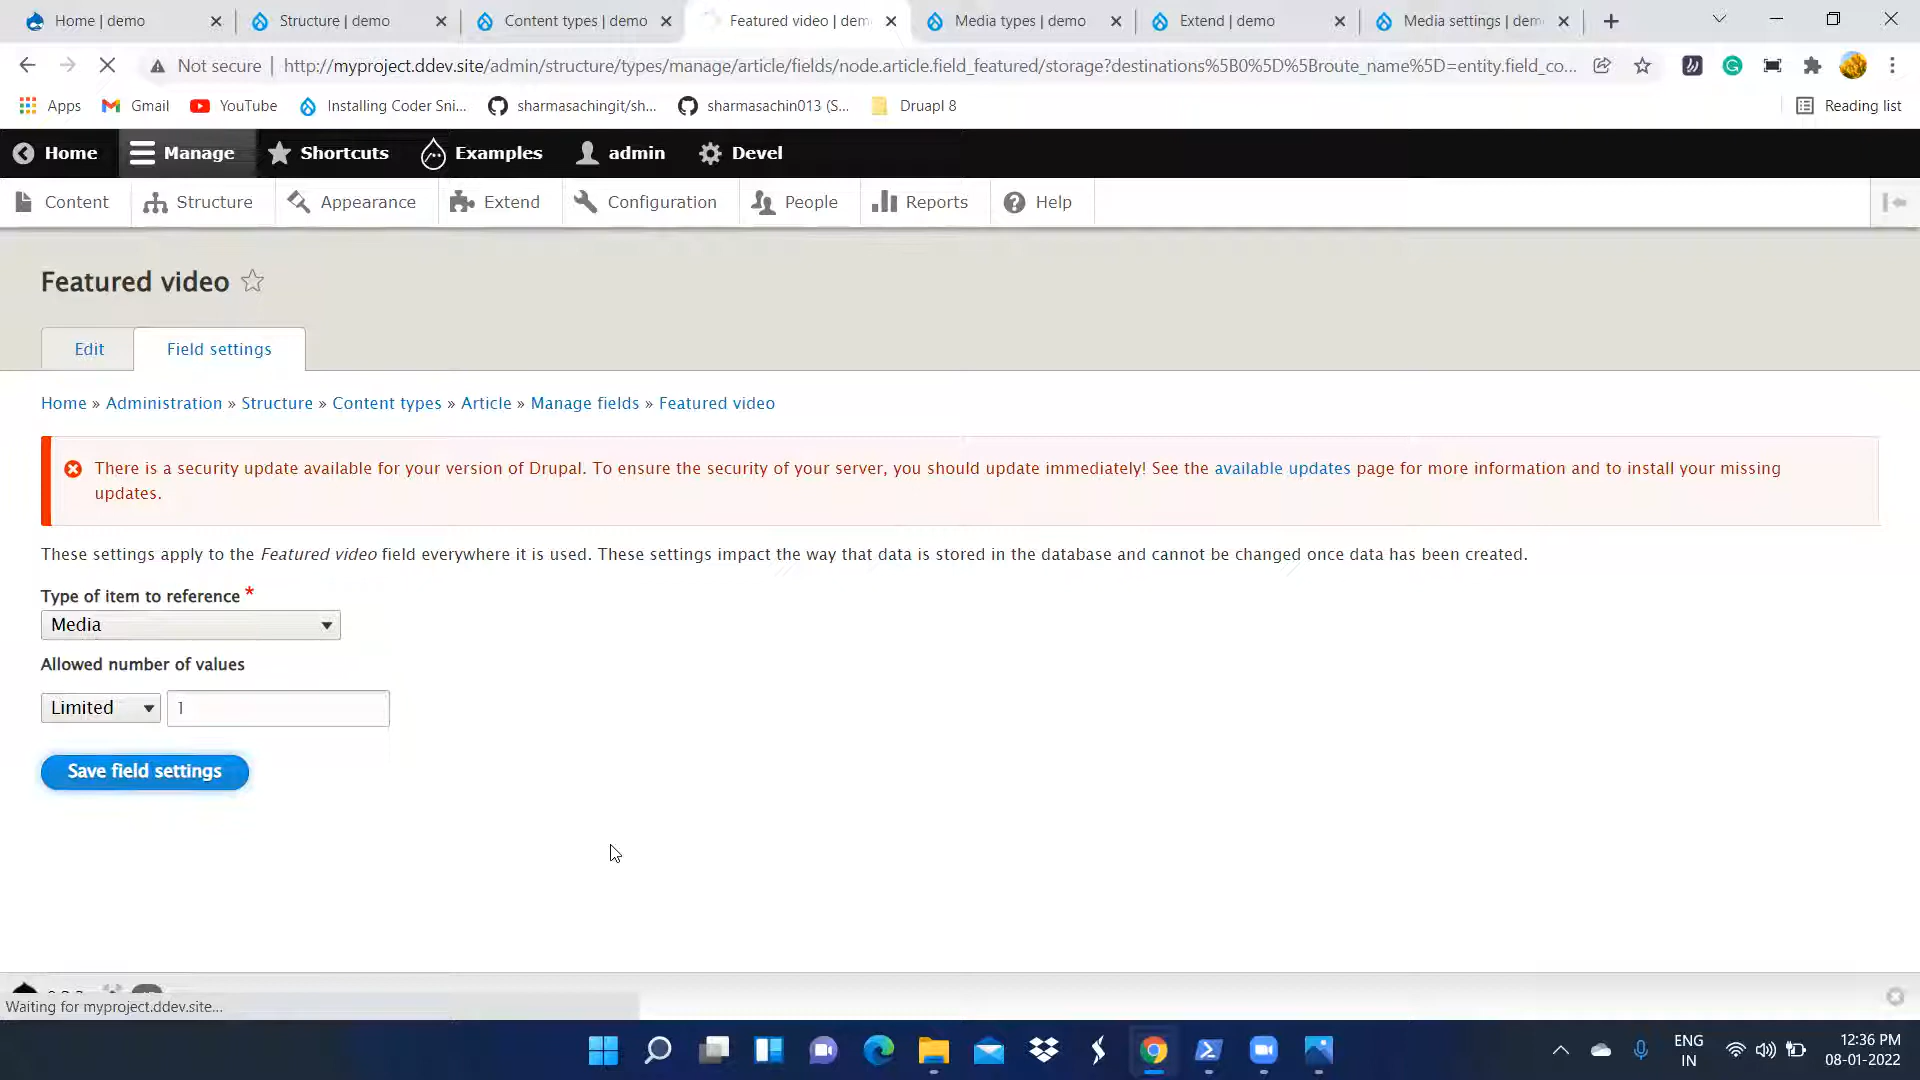 Home | demo
Structure | demo
Content types | demo
Featured video | dem
Media types | demo
Extend | demo
Media settings | dem
Not secure
http://myproject.ddev.site/admin/structure/types/manage/article/fields/node.article.field_featured/storage?destinations%5B0%5D%5Broute_name%5D=entity.field_co...
Apps
Gmail
YouTube
Installing Coder Sni...
sharmasachingit/sh...
sharmasachin013 (S...
Druapl 8
Reading list
Home
Manage
Shortcuts
Examples
admin
Devel
Content
Structure
Appearance
Extend
Configuration
People
Reports
Help
Featured video
Edit
Field settings
Home » Administration » Structure » Content types » Article » Manage fields » Featured video
There is a security update available for your version of Drupal. To ensure the security of your server, you should update immediately! See the available updates page for more information and to install your missing
updates.
These settings apply to the Featured video field everywhere it is used. These settings impact the way that data is stored in the database and cannot be changed once data has been created.
Type of item to reference *
Media
Allowed number of values
Limited
1
Save field settings
Waiting for myproject.ddev.site...
ENG
IN
12:36 PM
08-01-2022